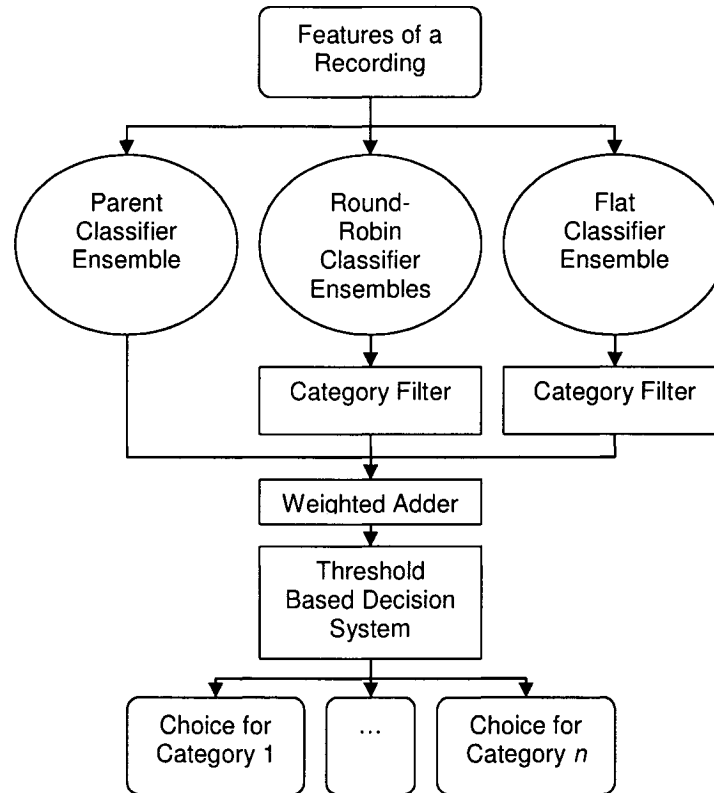 Features of a
Recording
Parent
Classifier
Ensemble
Round-
Robin
Classifier
Ensembles
Flat
Classifier
Ensemble
Category Filter
Category Filter
Weighted Adder
Threshold
Based Decision
System
Choice for
Category 1
...
Choice for
Category n